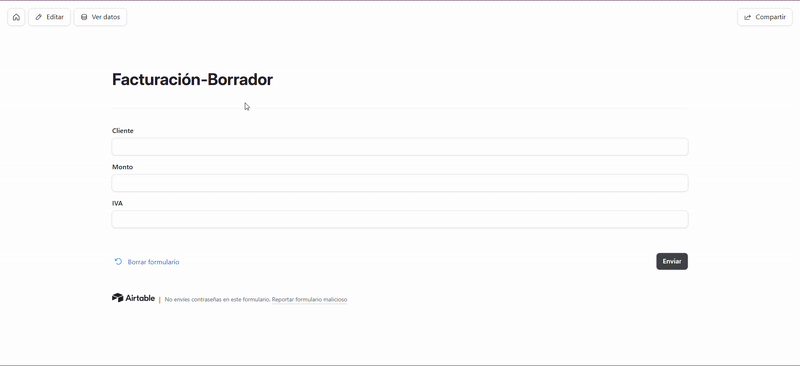 Editar
Ver datos
Compartir
Facturación-Borrador
Cliente
Monto
IVA
Borrar formulario
Enviar
Airtable | No envíes contraseñas en este formulario. Reportar formulario malicioso